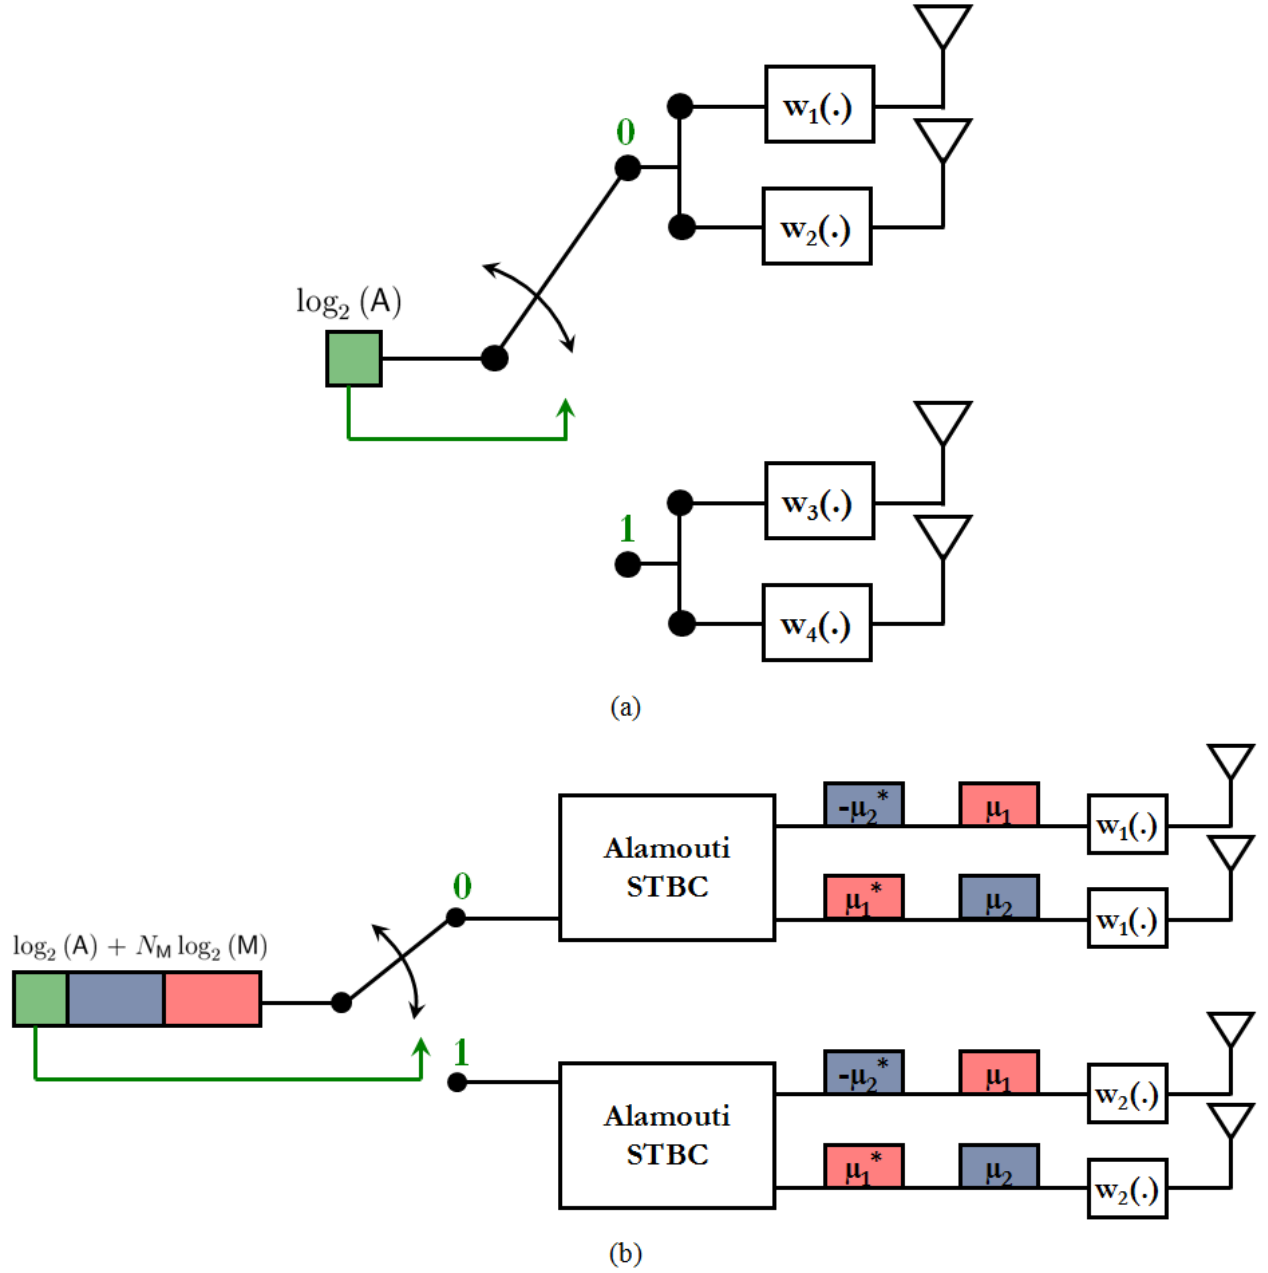 w₁(.)
0
w₂(.)
log₂ (A)
w₃(.)
1
w₄(.)
(a)
-μ₂* μ₁ w₁(.)
Alamouti
STBC
0
μ₁* μ₂ w₁(.)
log₂ (A) + N_M log₂ (M)
1
-μ₂* μ₁ w₂(.)
Alamouti
STBC
μ₁* μ₂ w₂(.)
(b)